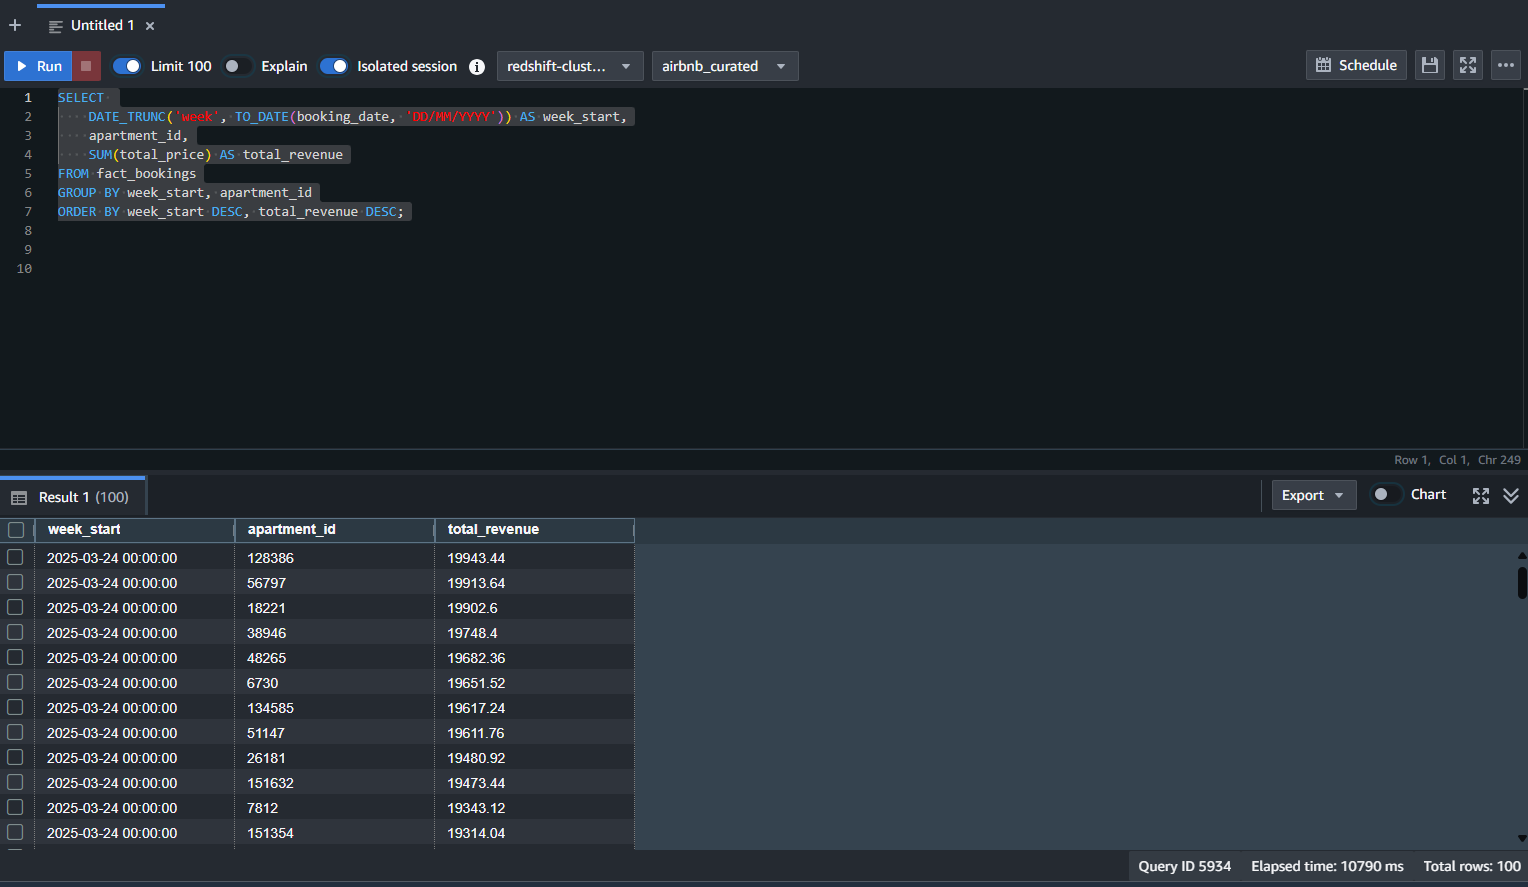 Untitled 1
Run Limit 100 Explain Isolated session redshift-clust... airbnb_curated Schedule
1 SELECT
2 DATE_TRUNC('week', TO_DATE(booking_date, 'DD/MM/YYYY')) AS week_start,
3 apartment_id,
4 SUM(total_price) AS total_revenue
5 FROM fact_bookings
6 GROUP BY week_start, apartment_id
7 ORDER BY week_start DESC, total_revenue DESC;
8
9
10
Row 1, Col 1, Chr 249
Result 1 (100) Export Chart
week_start apartment_id total_revenue
2025-03-24 00:00:00 128386 19943.44
2025-03-24 00:00:00 56797 19913.64
2025-03-24 00:00:00 18221 19902.6
2025-03-24 00:00:00 38946 19748.4
2025-03-24 00:00:00 48265 19682.36
2025-03-24 00:00:00 6730 19651.52
2025-03-24 00:00:00 134585 19617.24
2025-03-24 00:00:00 51147 19611.76
2025-03-24 00:00:00 26181 19480.92
2025-03-24 00:00:00 151632 19473.44
2025-03-24 00:00:00 7812 19343.12
2025-03-24 00:00:00 151354 19314.04
Query ID 5934 Elapsed time: 10790 ms Total rows: 100